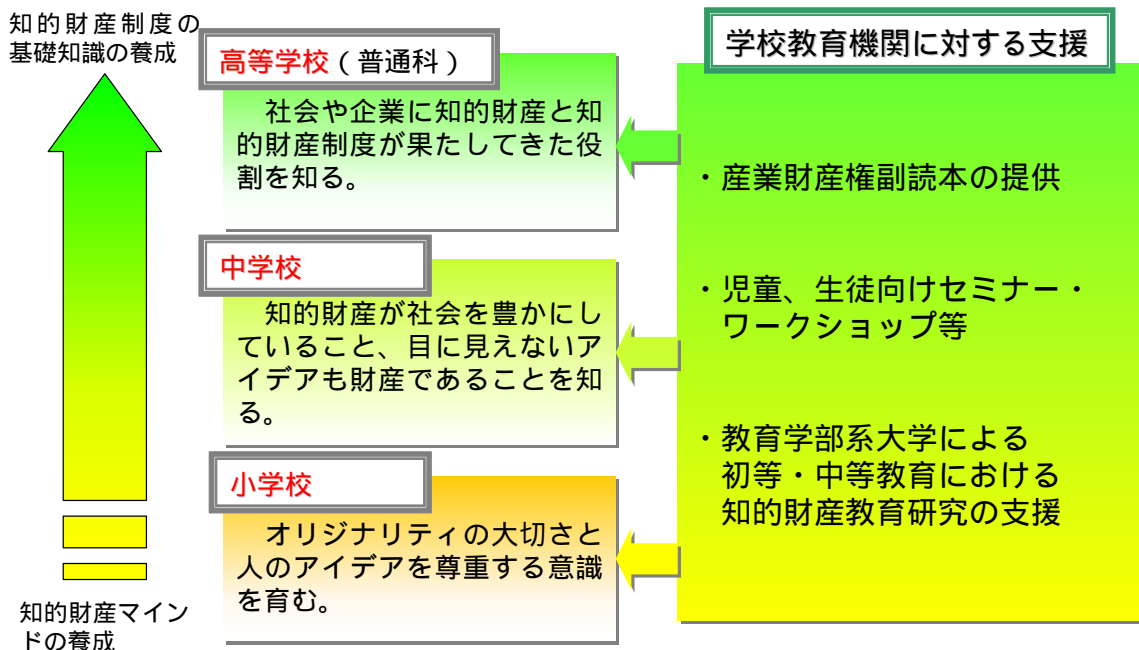 知的財産制度の
基礎知識の養成
高等学校（普通科）
社会や企業に知的財産と知
的財産制度が果たしてきた役
割を知る。
中学校
知的財産が社会を豊かにし
ていること、目に見えないア
イデアも財産であることを知
る。
小学校
オリジナリティの大切さと
人のアイデアを尊重する意識
を育む。
知的財産マイン
ドの養成
学校教育機関に対する支援
・産業財産権副読本の提供
・児童、生徒向けセミナー・
ワークショップ等
・教育学部系大学による
初等・中等教育における
知的財産教育研究の支援